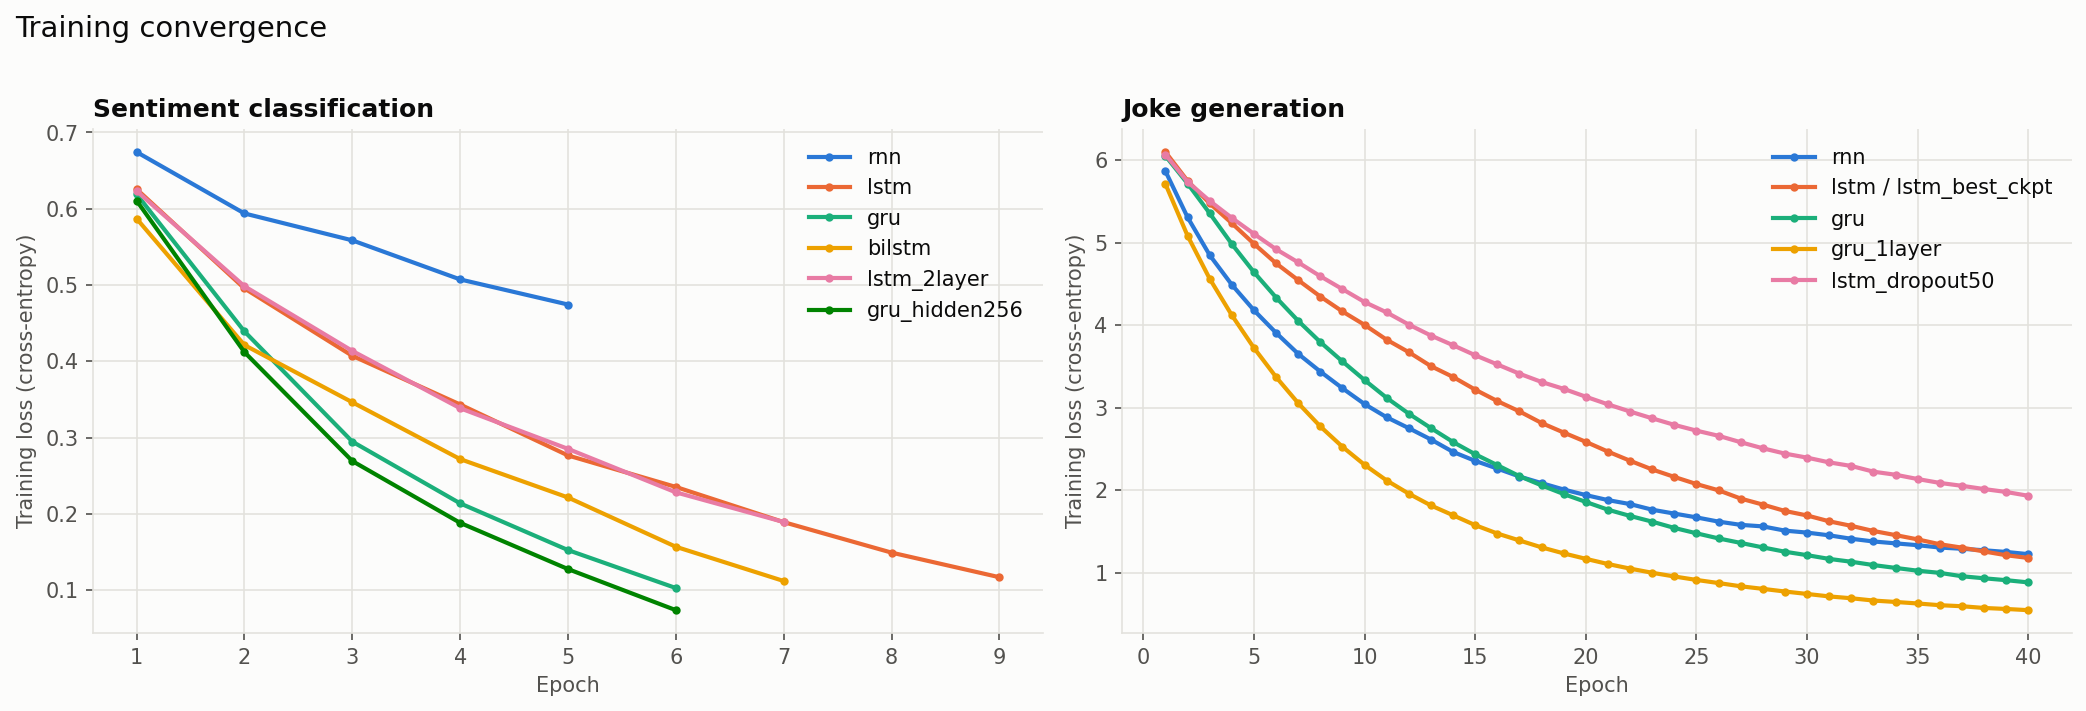 Training convergence
Sentiment classification
Training loss (cross-entropy)
0.7
0.6
0.5
0.4
0.3
0.2
0.1
rnn
lstm
gru
bilstm
lstm_2layer
gru_hidden256
1 2 3 4 5 6 7 8 9
Epoch
Joke generation
Training loss (cross-entropy)
6
5
4
3
2
1
rnn
lstm / lstm_best_ckpt
gru
gru_1layer
lstm_dropout50
0 5 10 15 20 25 30 35 40
Epoch